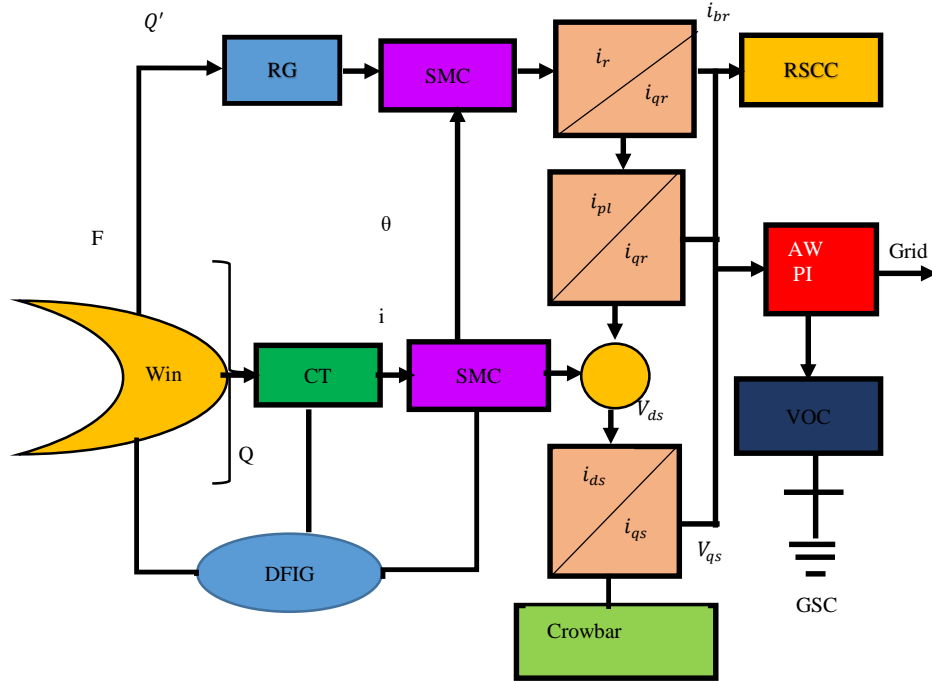 Q'
i_br
RG
SMC
i_r
i_qr
RSCC
F
θ
i_pl
i_qr
AW
PI
Grid
i
Win
CT
SMC
V_ds
VOC
Q
i_ds
i_qs
V_qs
DFIG
GSC
Crowbar